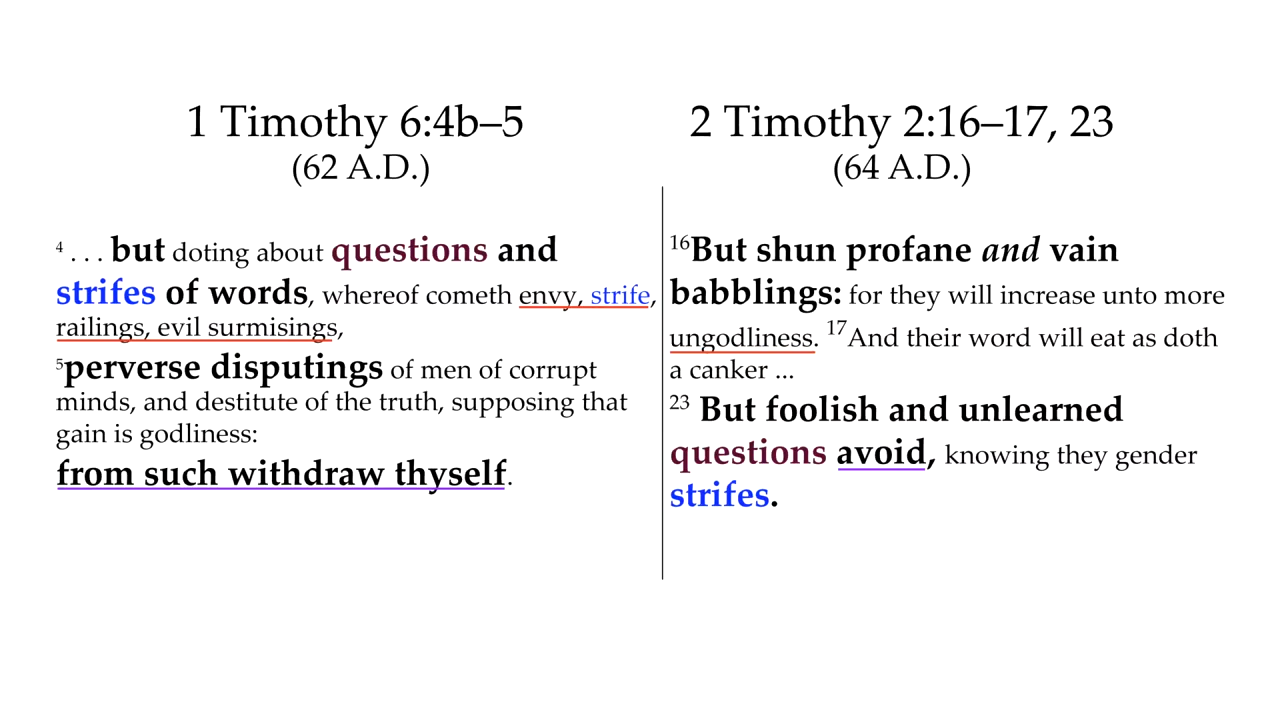 1 Timothy 6:4b–5
(62 A.D.)
4 . . . but doting about questions and
strifes of words, whereof cometh envy, strife,
railings, evil surmisings,
5perverse disputings of men of corrupt
minds, and destitute of the truth, supposing that
gain is godliness:
from such withdraw thyself.
2 Timothy 2:16–17, 23
(64 A.D.)
16But shun profane and vain
babblings: for they will increase unto more
ungodliness. 17And their word will eat as doth
a canker ...
23 But foolish and unlearned
questions avoid, knowing they gender
strifes.